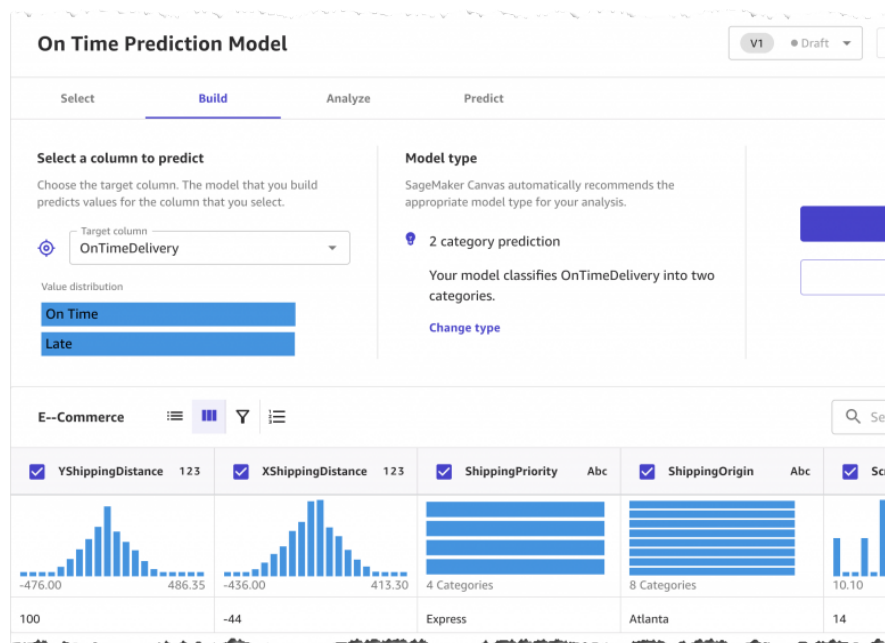 On Time Prediction Model
V1 Draft
Select Build Analyze Predict
Select a column to predict
Choose the target column. The model that you build
predicts values for the column that you select.
Target column
OnTimeDelivery
Value distribution
On Time
Late
Model type
SageMaker Canvas automatically recommends the
appropriate model type for your analysis.
2 category prediction
Your model classifies OnTimeDelivery into two
categories.
Change type
E--Commerce
YShippingDistance 123 XShippingDistance 123 ShippingPriority Abc ShippingOrigin Abc
-476.00 486.35 -436.00 413.30 4 Categories 8 Categories 10.10
100 -44 Express Atlanta 14